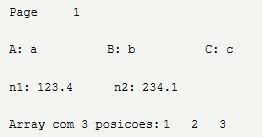 Page    1
A: a          B: b          C: c
n1: 123.4      n2: 234.1
Array com 3 posicoes: 1   2   3